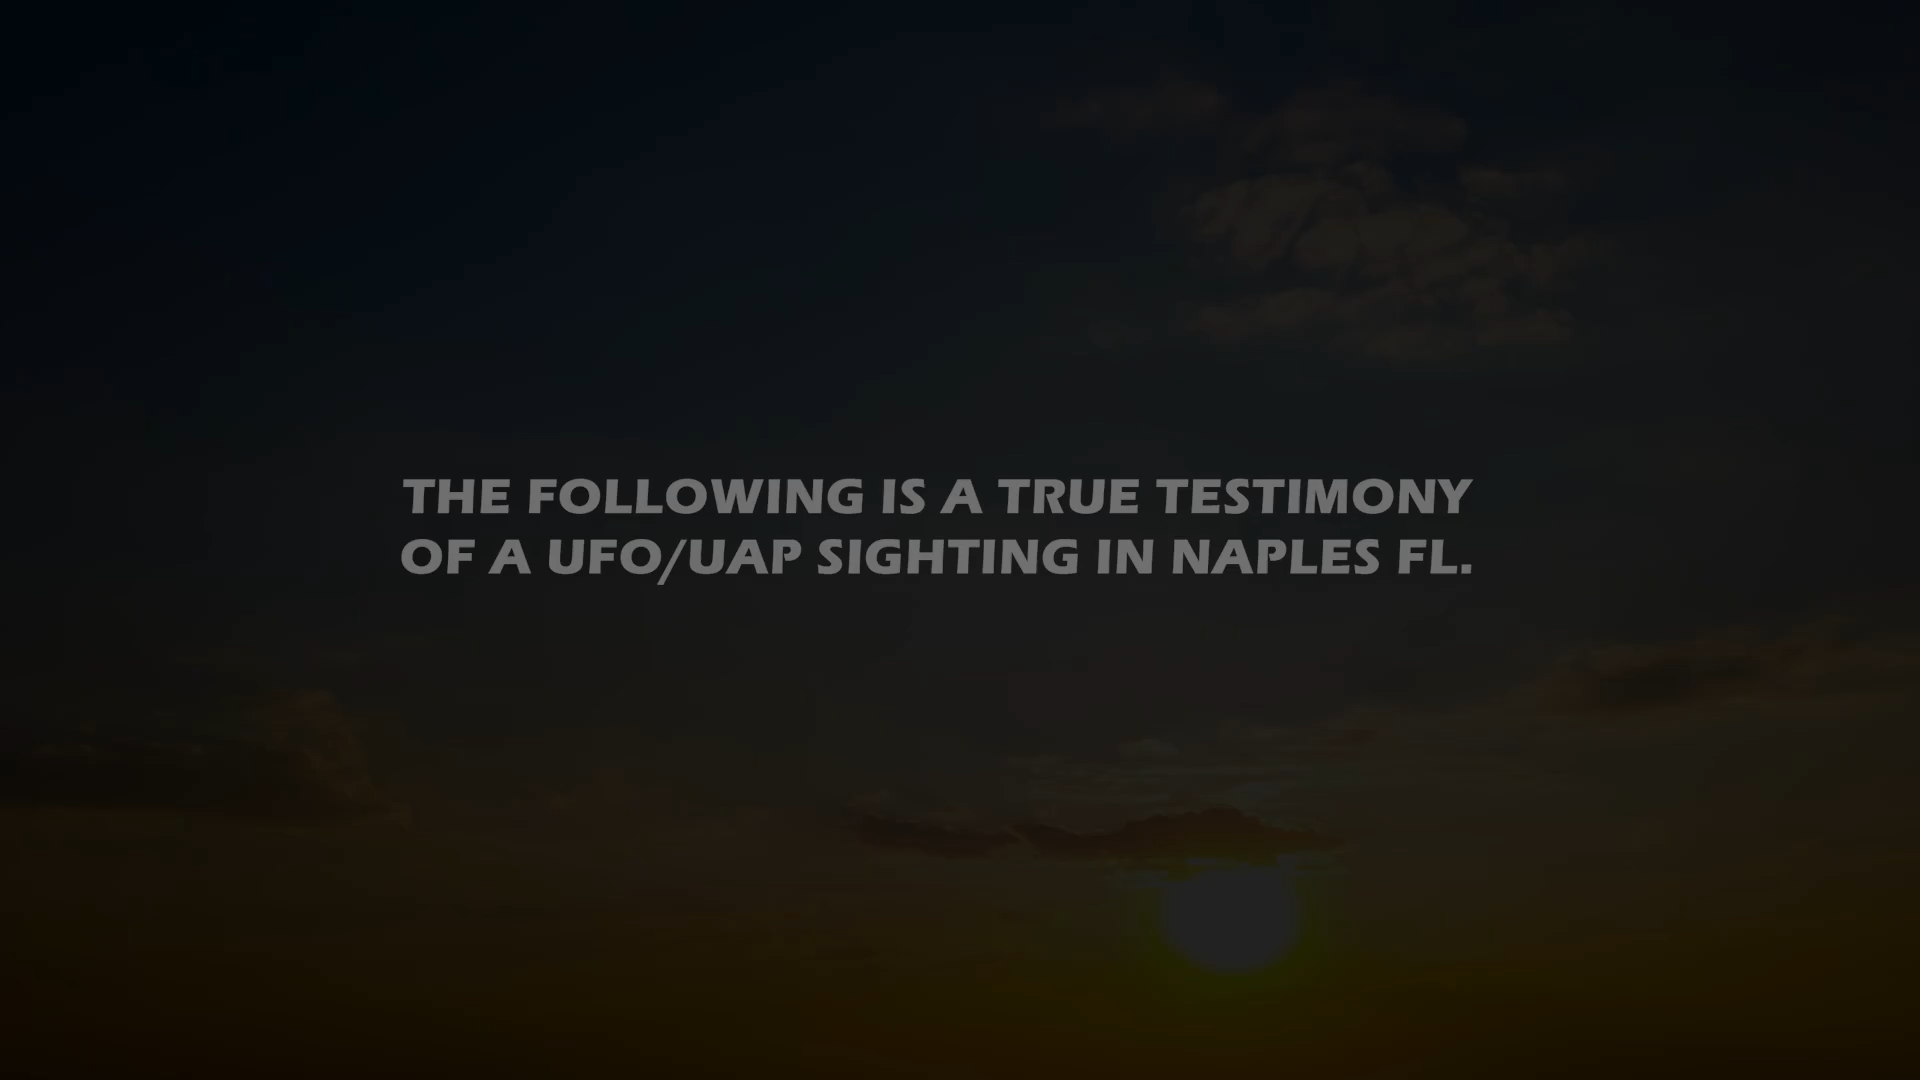 THE FOLLOWING IS A TRUE TESTIMONY
OF A UFO/UAP SIGHTING IN NAPLES FL.